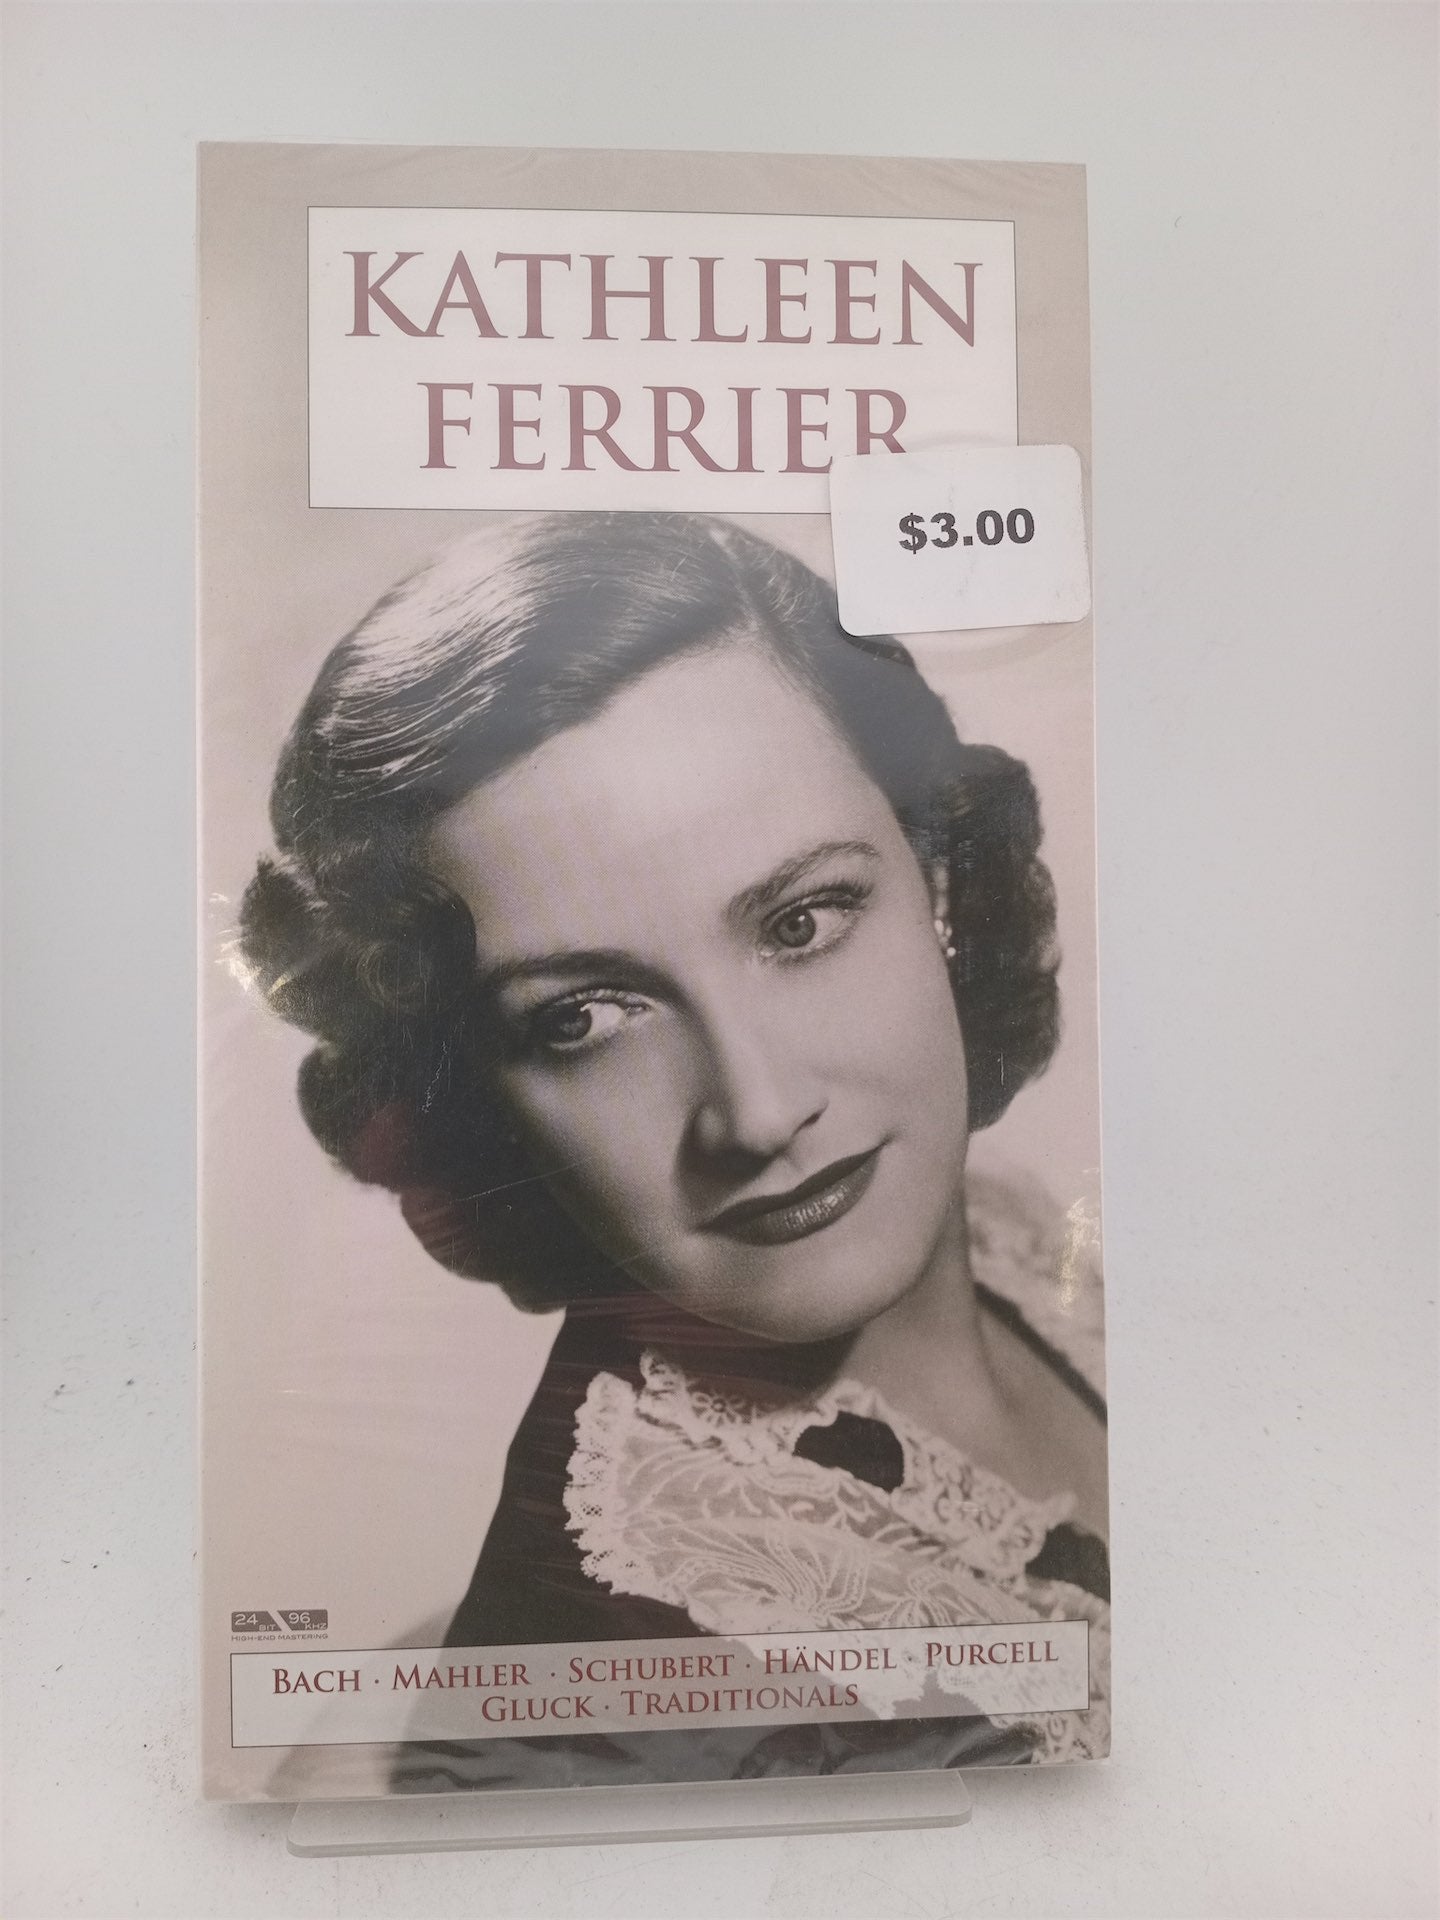 KATHLEEN
FERRIER
$3.00
24 BIT 96 KHZ
HIGH-END MASTERING
BACH · MAHLER · SCHUBERT · HÄNDEL · PURCELL
GLUCK · TRADITIONALS